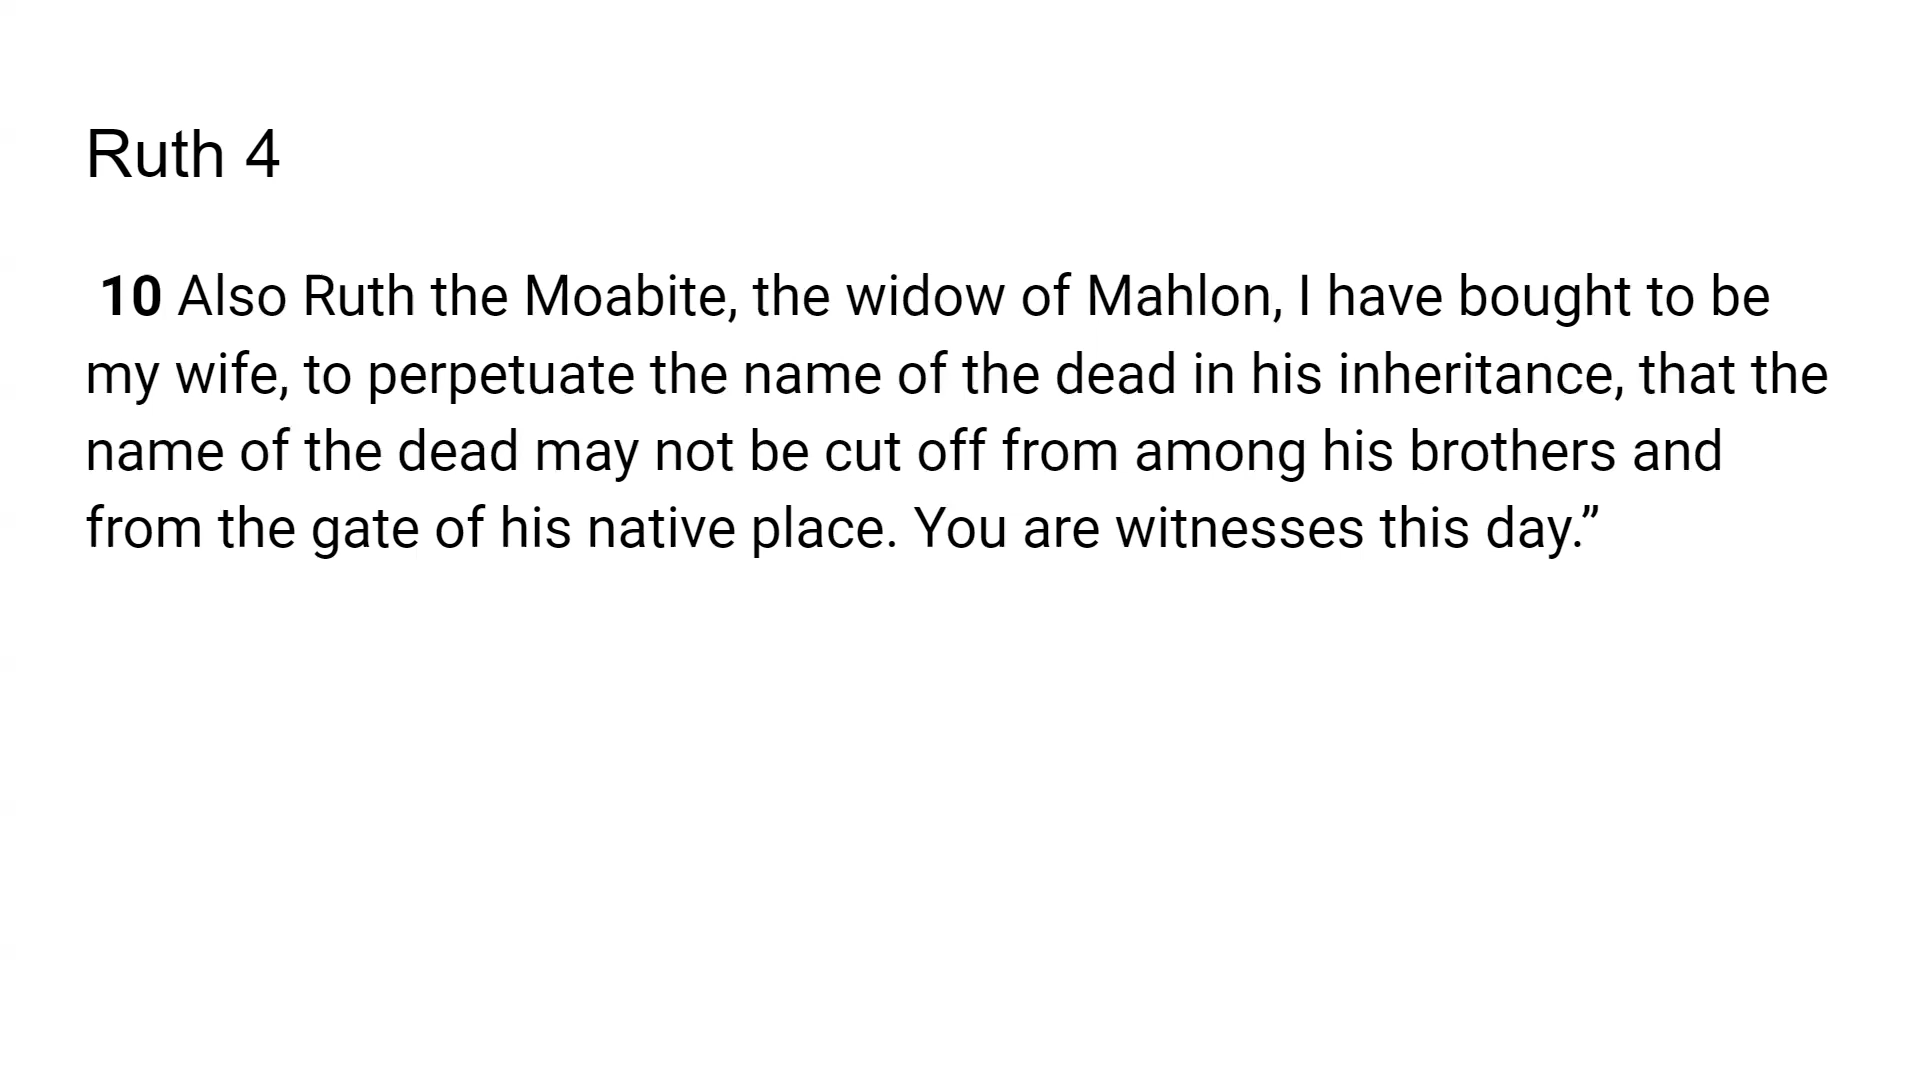 Ruth 4
10 Also Ruth the Moabite, the widow of Mahlon, I have bought to be
my wife, to perpetuate the name of the dead in his inheritance, that the
name of the dead may not be cut off from among his brothers and
from the gate of his native place. You are witnesses this day.”